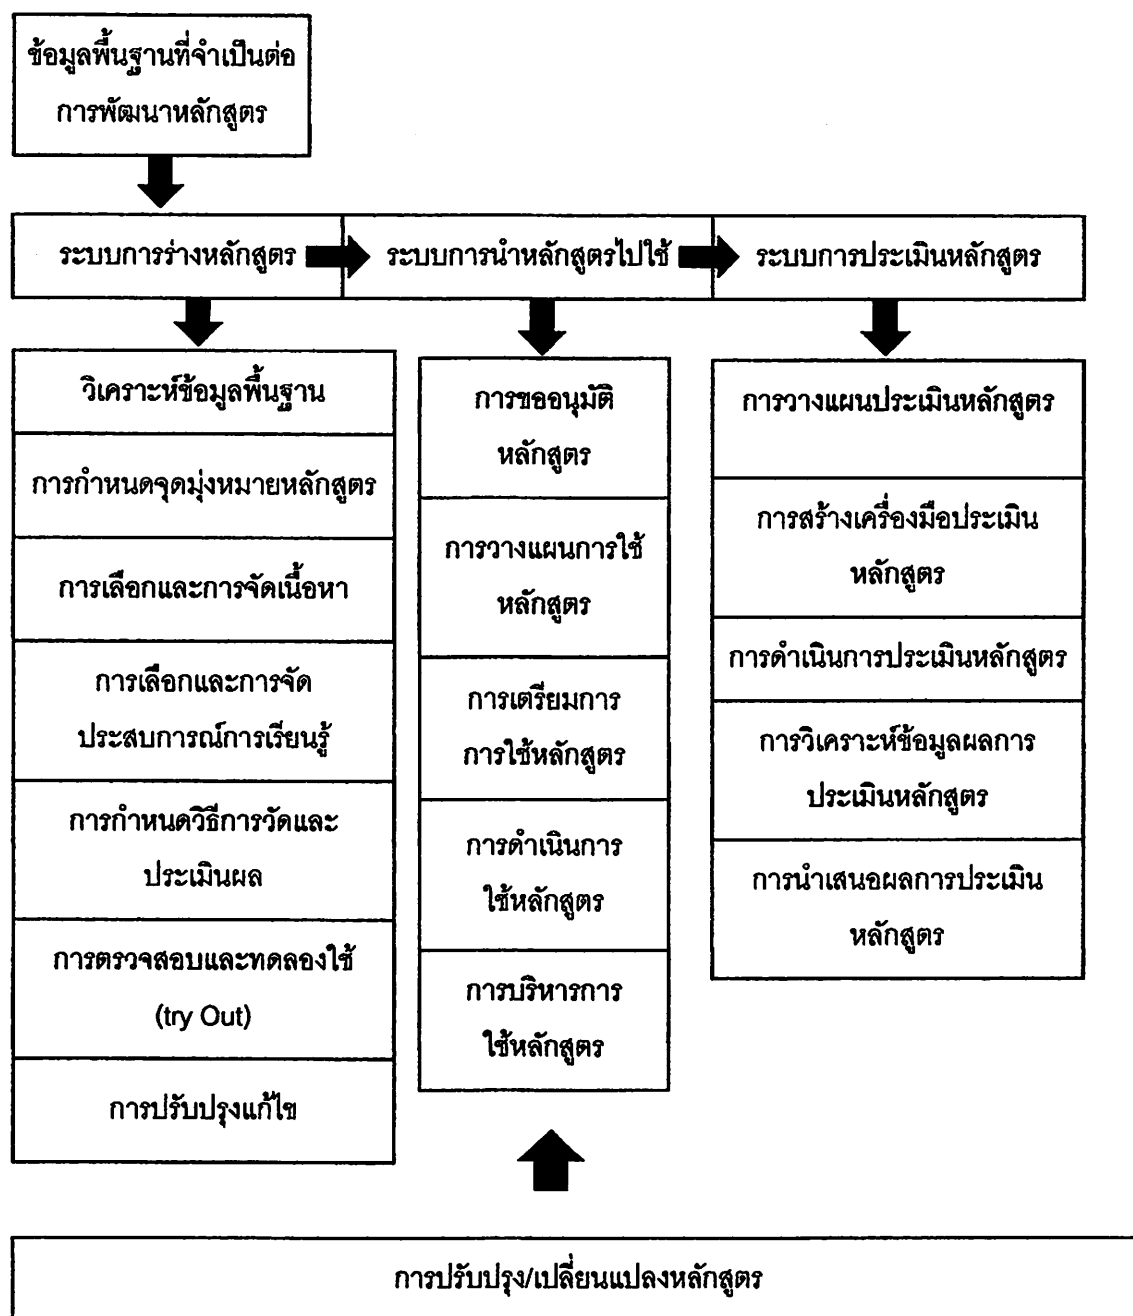 ข้อมูลพื้นฐานที่จำเป็นต่อ
การพัฒนาหลักสูตร
ระบบการร่างหลักสูตร
ระบบการนำหลักสูตรไปใช้
ระบบการประเมินหลักสูตร
วิเคราะห์ข้อมูลพื้นฐาน
การกำหนดจุดมุ่งหมายหลักสูตร
การเลือกและการจัดเนื้อหา
การเลือกและการจัด
ประสบการณ์การเรียนรู้
การกำหนดวิธีการวัดและ
ประเมินผล
การตรวจสอบและทดลองใช้
(try Out)
การปรับปรุงแก้ไข
การขออนุมัติ
หลักสูตร
การวางแผนการใช้
หลักสูตร
การเตรียมการ
การใช้หลักสูตร
การดำเนินการ
ใช้หลักสูตร
การบริหารการ
ใช้หลักสูตร
การวางแผนประเมินหลักสูตร
การสร้างเครื่องมือประเมิน
หลักสูตร
การดำเนินการประเมินหลักสูตร
การวิเคราะห์ข้อมูลผลการ
ประเมินหลักสูตร
การนำเสนอผลการประเมิน
หลักสูตร
การปรับปรุง/เปลี่ยนแปลงหลักสูตร